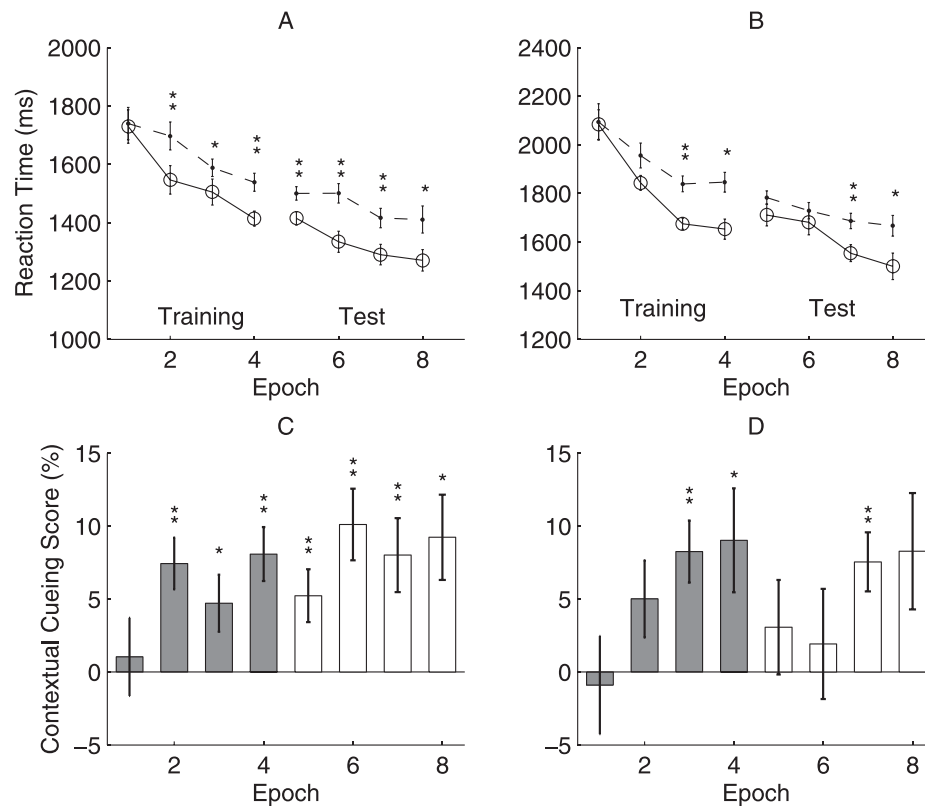 A
B
2000
1800
1600
1400
1200
1000
Reaction Time (ms)
** * ** ** ** ** *
Training
Test
2 4 6 8
Epoch
2400
2200
2000
1800
1600
1400
1200
** * ** *
Training
Test
2 4 6 8
Epoch
C
D
15
10
5
0
−5
Contextual Cueing Score (%)
** * ** ** ** ** *
2 4 6 8
Epoch
15
10
5
0
−5
** * **
2 4 6 8
Epoch